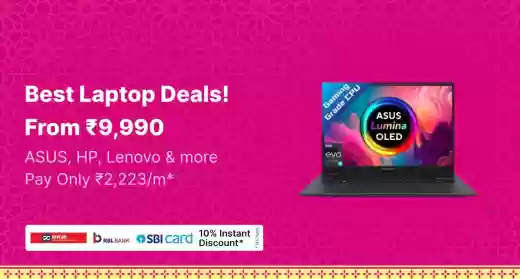 Best Laptop Deals!
From ₹9,990
ASUS, HP, Lenovo & more
Pay Only ₹2,223/m*
Gaming
Grade CPU
ASUS
Lumina
OLED
evo
RBL BANK
SBI card
10% Instant
Discount*